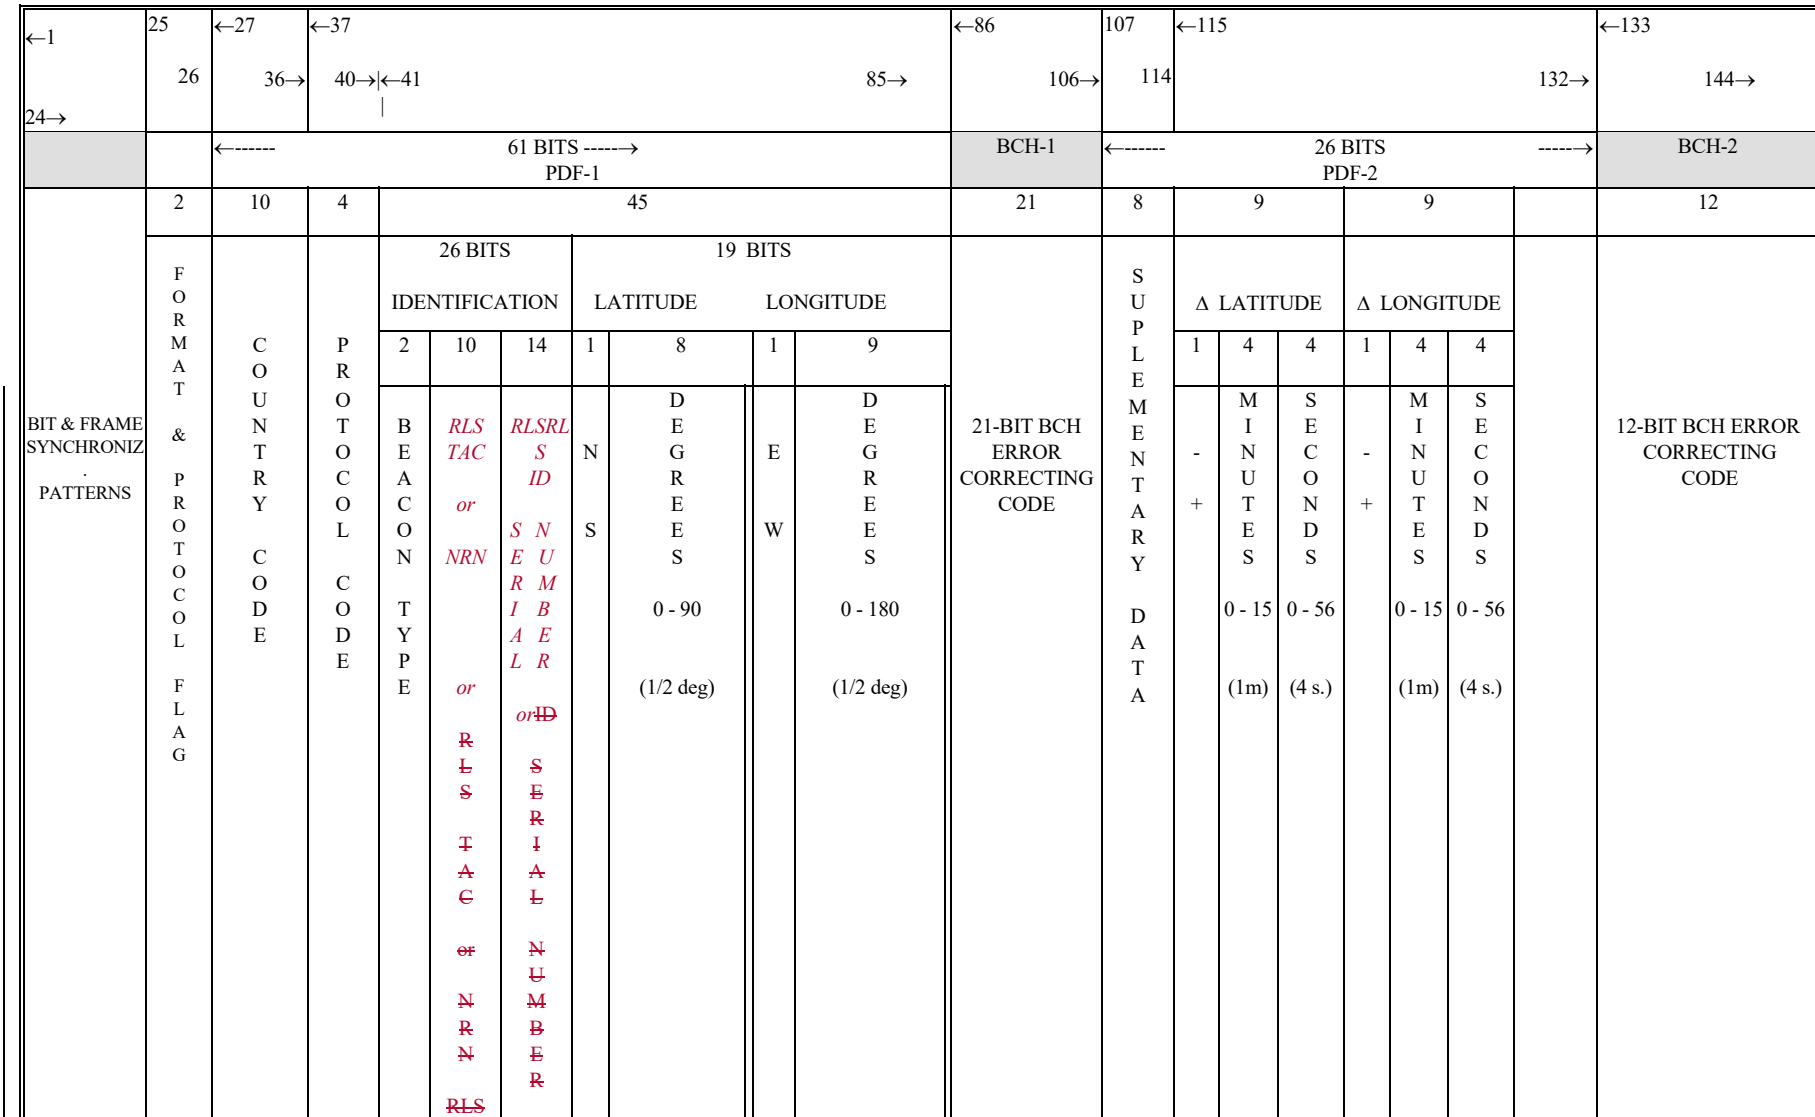 ←1 25 ←27 ←37 ←86 107 ←115 ←133
26 36→ 40→|←41 85→ 106→ 114 132→ 144→
|
24→
←------ 61 BITS -----→ BCH-1 ←------ 26 BITS -----→ BCH-2
PDF-1 PDF-2
2 10 4 45 21 8 9 9 12
26 BITS 19 BITS
IDENTIFICATION LATITUDE LONGITUDE Δ LATITUDE Δ LONGITUDE
2 10 14 1 8 1 9 1 4 4 1 4 4
BIT & FRAME
SYNCHRONIZ
.
PATTERNS
FORMAT & PROTOCOL FLAG
COUNTRY CODE
PROTOCOL CODE
BEACON TYPE
RLS
TAC
or
NRN
or
RLS TAC or NRN
RLS
RLSRL
S
ID
SERIAL NUMBER
orID
SERIAL NUMBER
N
S
DEGREES
0 - 90
(1/2 deg)
E
W
DEGREES
0 - 180
(1/2 deg)
21-BIT BCH
ERROR
CORRECTING
CODE
SUPLEMENTARY DATA
-
+
MINUTES
0 - 15
(1m)
SECONDS
0 - 56
(4 s.)
-
+
MINUTES
0 - 15
(1m)
SECONDS
0 - 56
(4 s.)
12-BIT BCH ERROR
CORRECTING
CODE